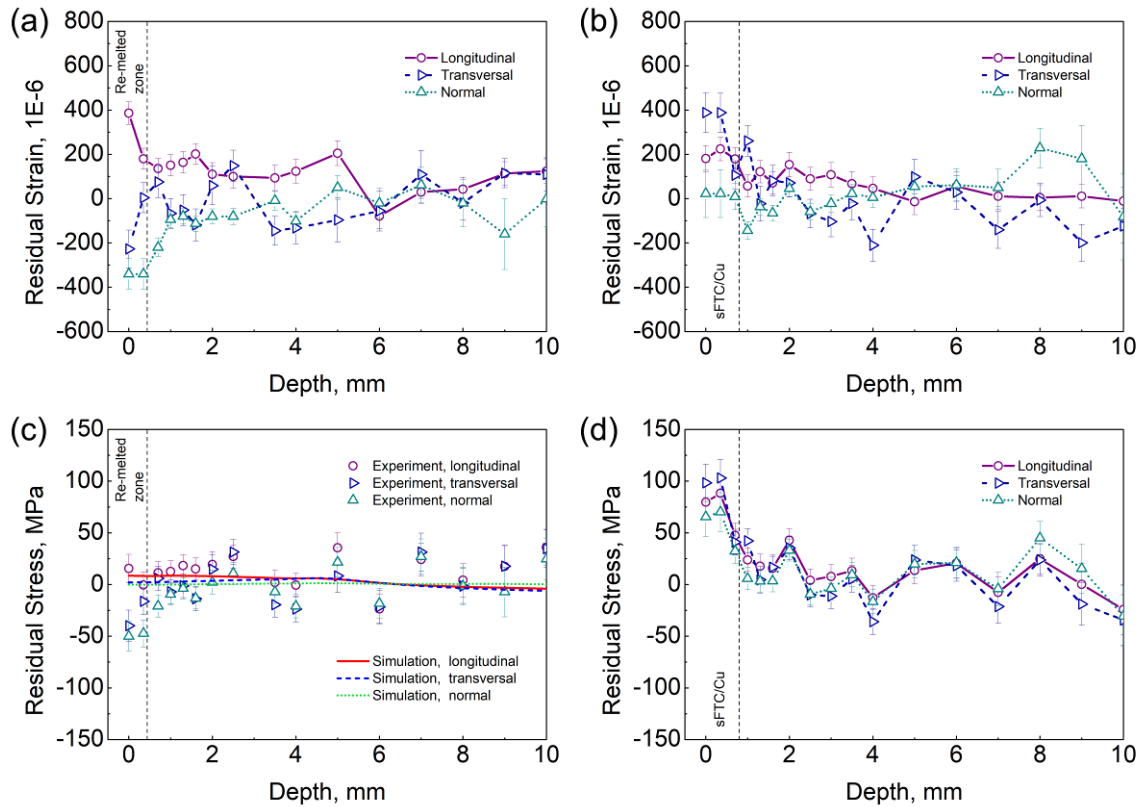 (a)
800
600
400
200
0
-200
-400
-600
Residual Strain, 1E-6
Re-melted
zone
Longitudinal
Transversal
Normal
0 2 4 6 8 10
Depth, mm
(b)
800
600
400
200
0
-200
-400
-600
Residual Strain, 1E-6
sFTC/Cu
Longitudinal
Transversal
Normal
0 2 4 6 8 10
Depth, mm
(c)
150
100
50
0
-50
-100
-150
Residual Stress, MPa
Re-melted
zone
Experiment, longitudinal
Experiment, transversal
Experiment, normal
Simulation, longitudinal
Simulation, transversal
Simulation, normal
0 2 4 6 8 10
Depth, mm
(d)
150
100
50
0
-50
-100
-150
Residual Stress, MPa
sFTC/Cu
Longitudinal
Transversal
Normal
0 2 4 6 8 10
Depth, mm